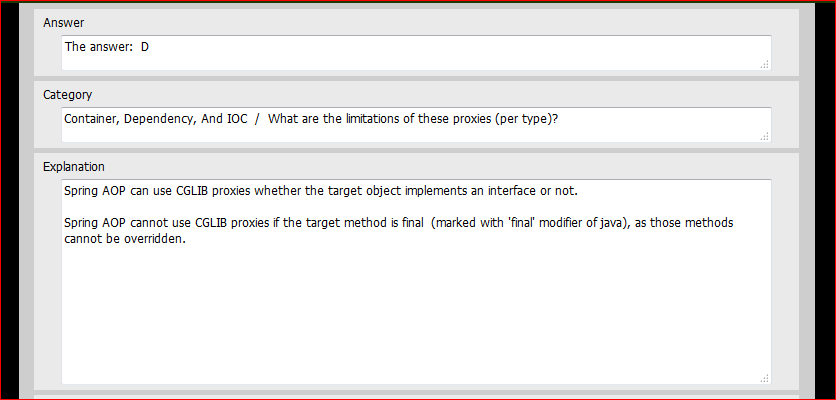 Answer
The answer:  D
Category
Container, Dependency, And IOC  /  What are the limitations of these proxies (per type)?
Explanation
Spring AOP can use CGLIB proxies whether the target object implements an interface or not.
Spring AOP cannot use CGLIB proxies if the target method is final  (marked with 'final' modifier of java), as those methods
cannot be overridden.